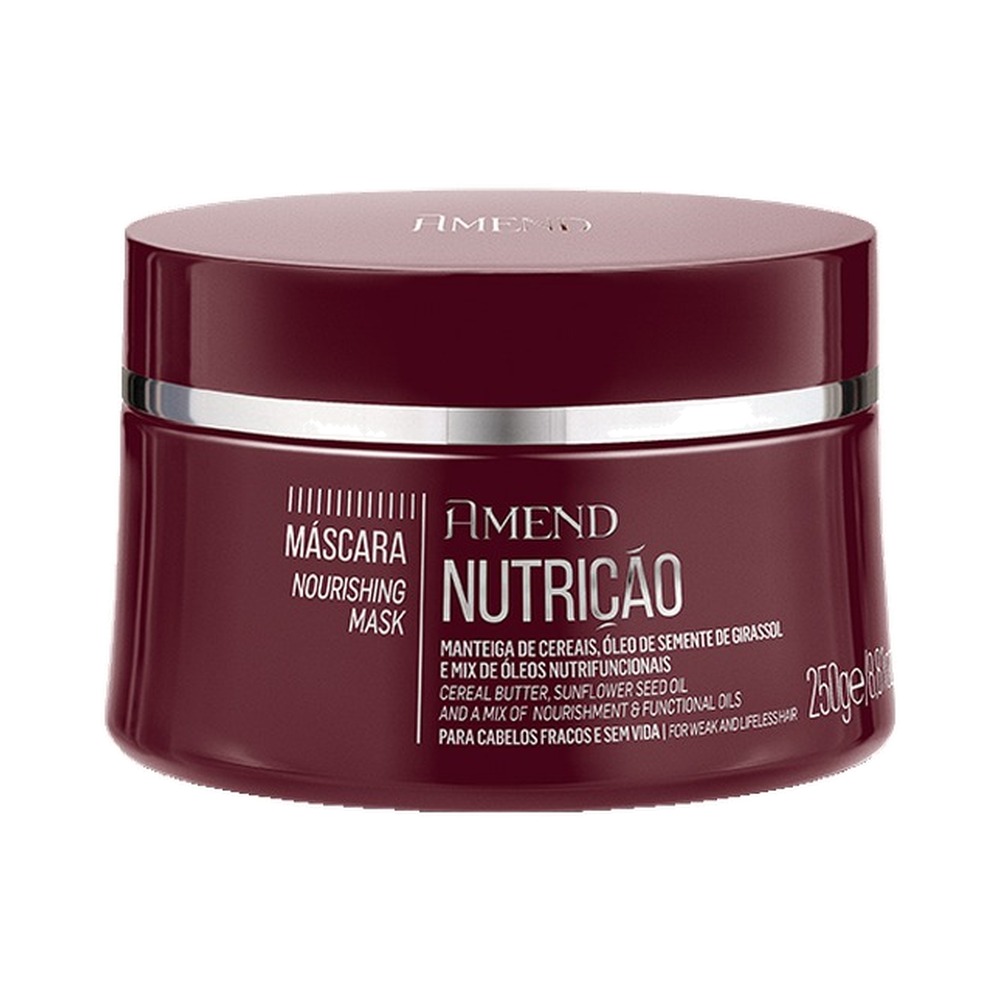 AMEND
MÁSCARA
NOURISHING
MASK
AMEND
NUTRIÇÃO
MANTEIGA DE CEREAIS, ÓLEO DE SEMENTE DE GIRASSOL
E MIX DE ÓLEOS NUTRIFUNCIONAIS
CEREAL BUTTER, SUNFLOWER SEED OIL
AND A MIX OF NOURISHMENT & FUNCTIONAL OILS
PARA CABELOS FRACOS E SEM VIDA | FOR WEAK AND LIFELESS HAIR
250g e